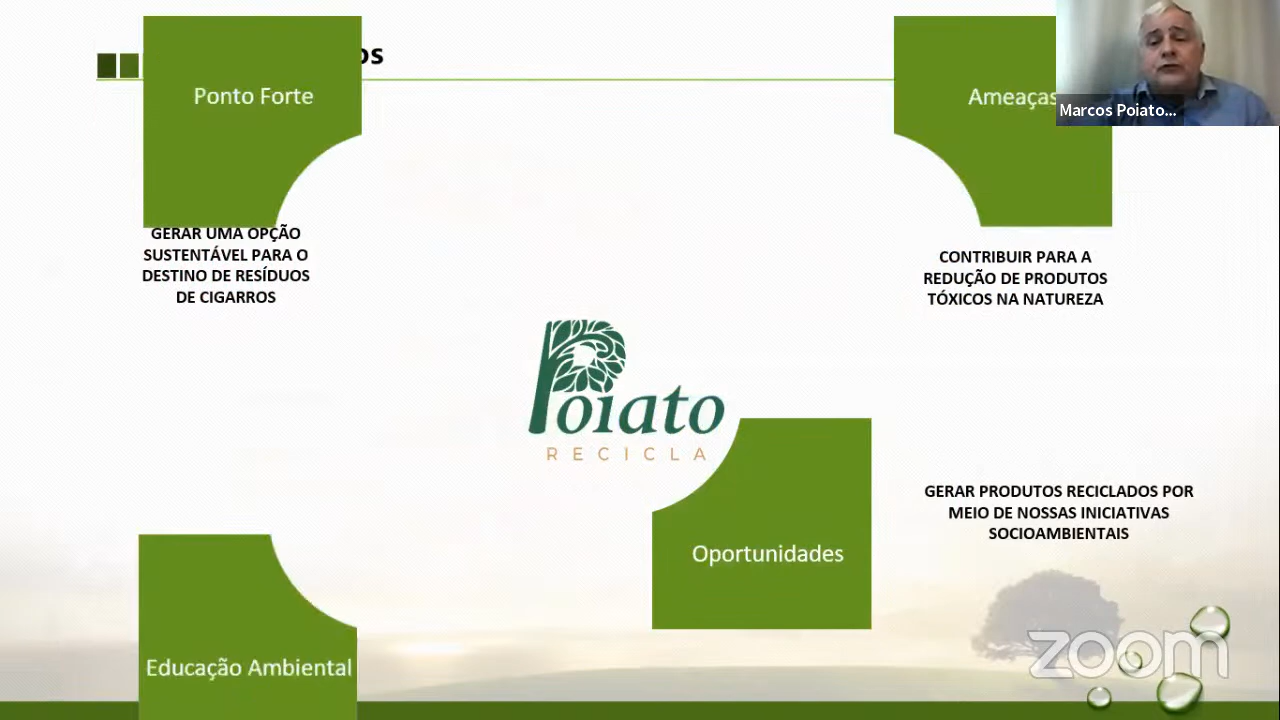 Ponto Forte
Ameaças
Marcos Poiato...
GERAR UMA OPÇÃO
SUSTENTÁVEL PARA O
DESTINO DE RESÍDUOS
DE CIGARROS
CONTRIBUIR PARA A
REDUÇÃO DE PRODUTOS
TÓXICOS NA NATUREZA
Poiato
RECICLA
GERAR PRODUTOS RECICLADOS POR
MEIO DE NOSSAS INICIATIVAS
SOCIOAMBIENTAIS
Oportunidades
Educação Ambiental
zoom